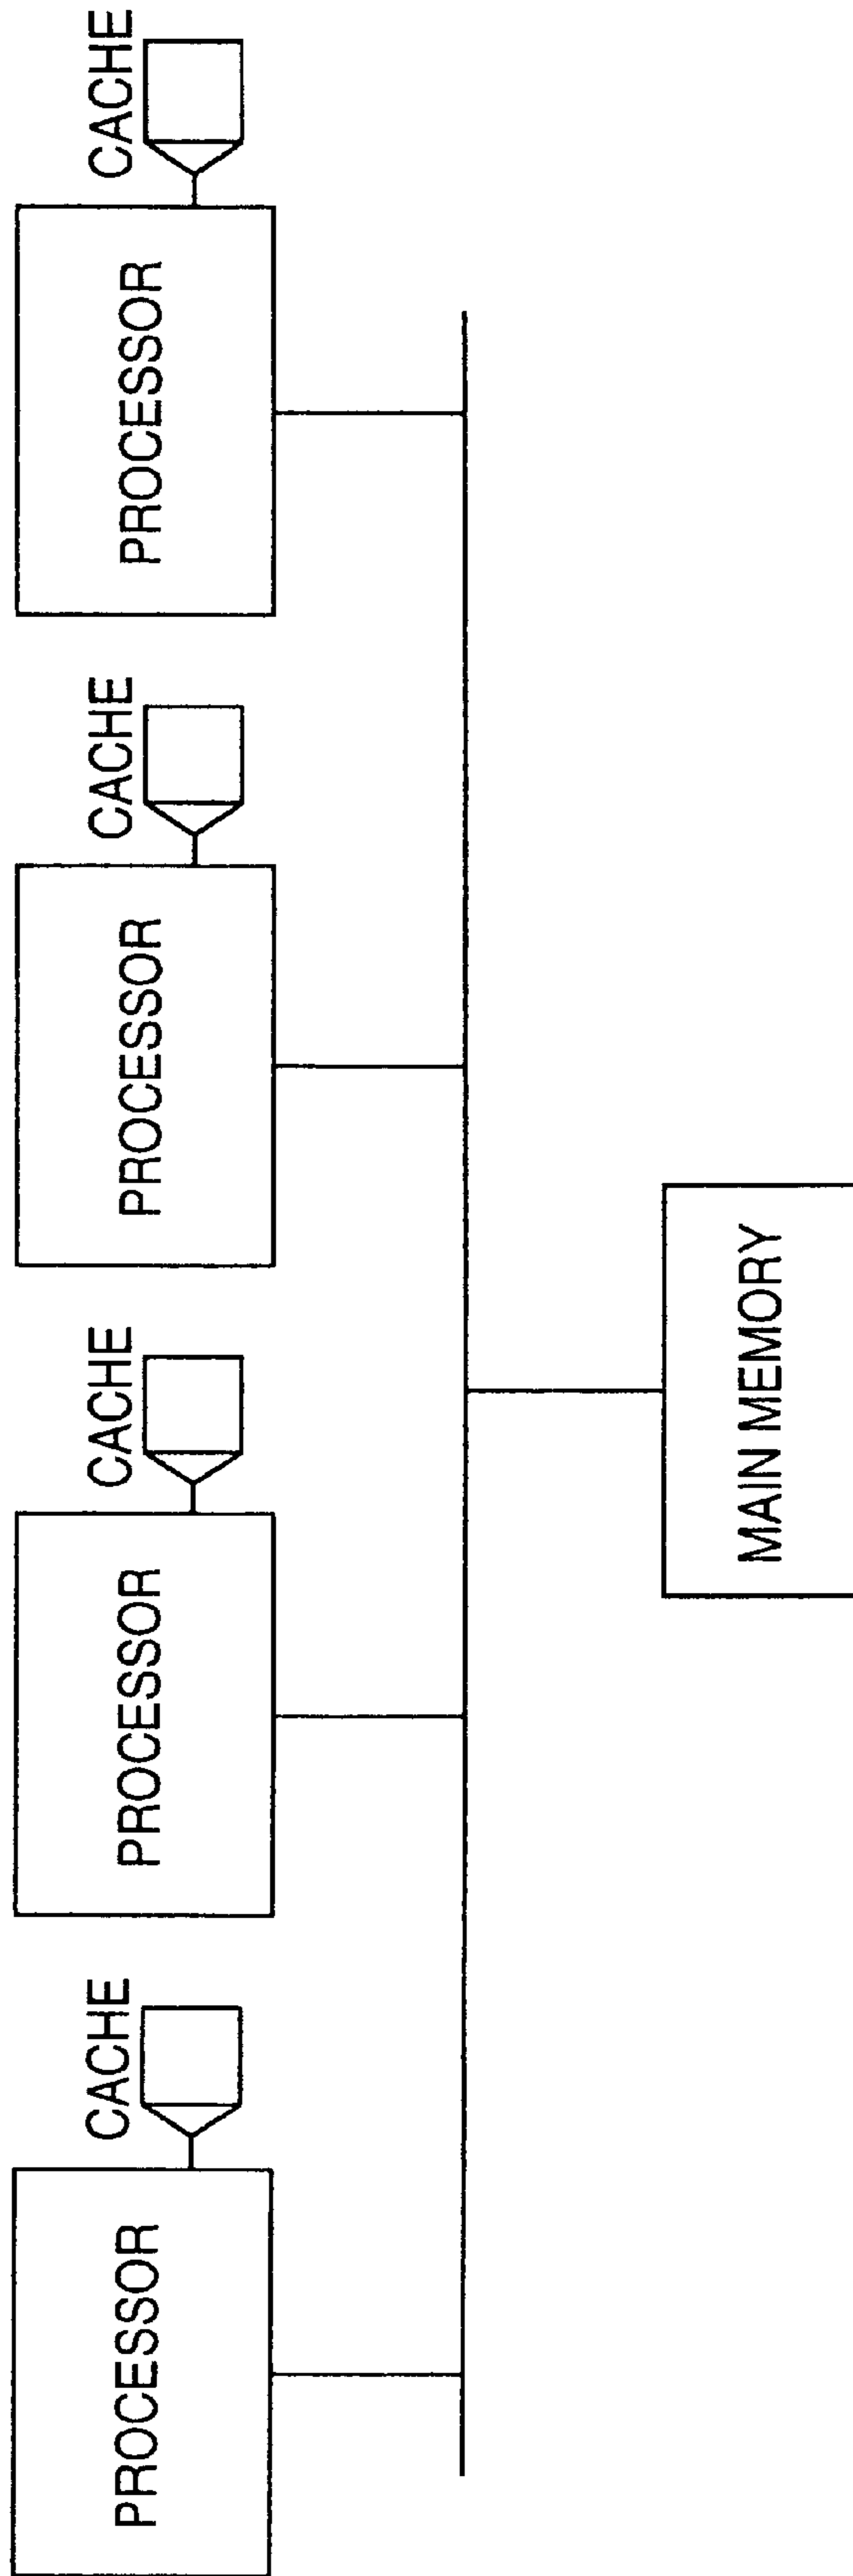 PROCESSOR
CACHE
PROCESSOR
CACHE
PROCESSOR
CACHE
PROCESSOR
CACHE
MAIN MEMORY